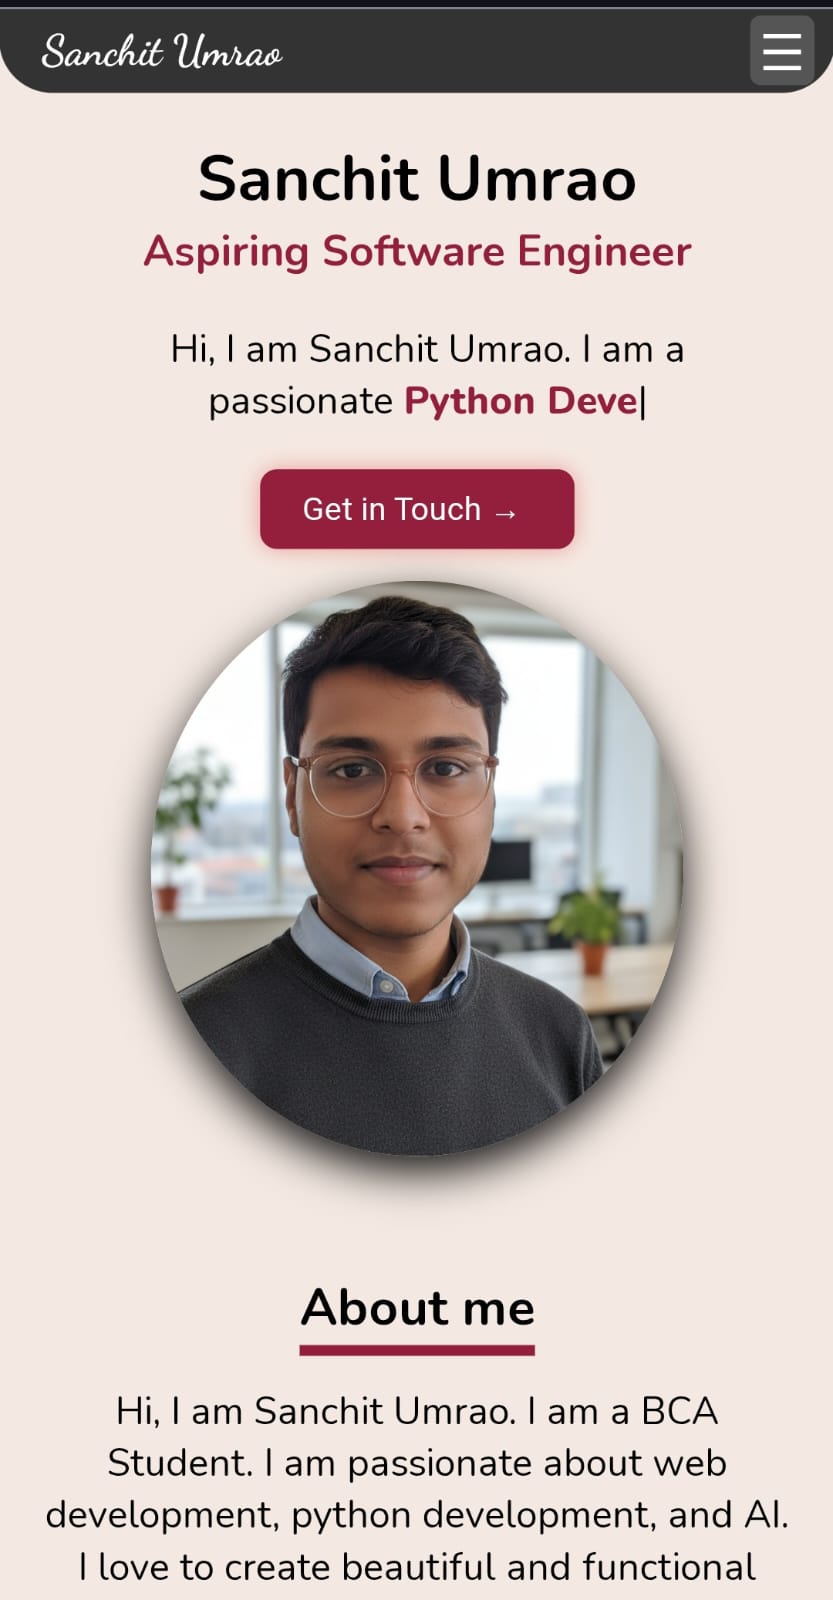 Sanchit Umrao
Sanchit Umrao
Aspiring Software Engineer
Hi, I am Sanchit Umrao. I am a
passionate Python Deve|
Get in Touch →
About me
Hi, I am Sanchit Umrao. I am a BCA
Student. I am passionate about web
development, python development, and AI.
I love to create beautiful and functional